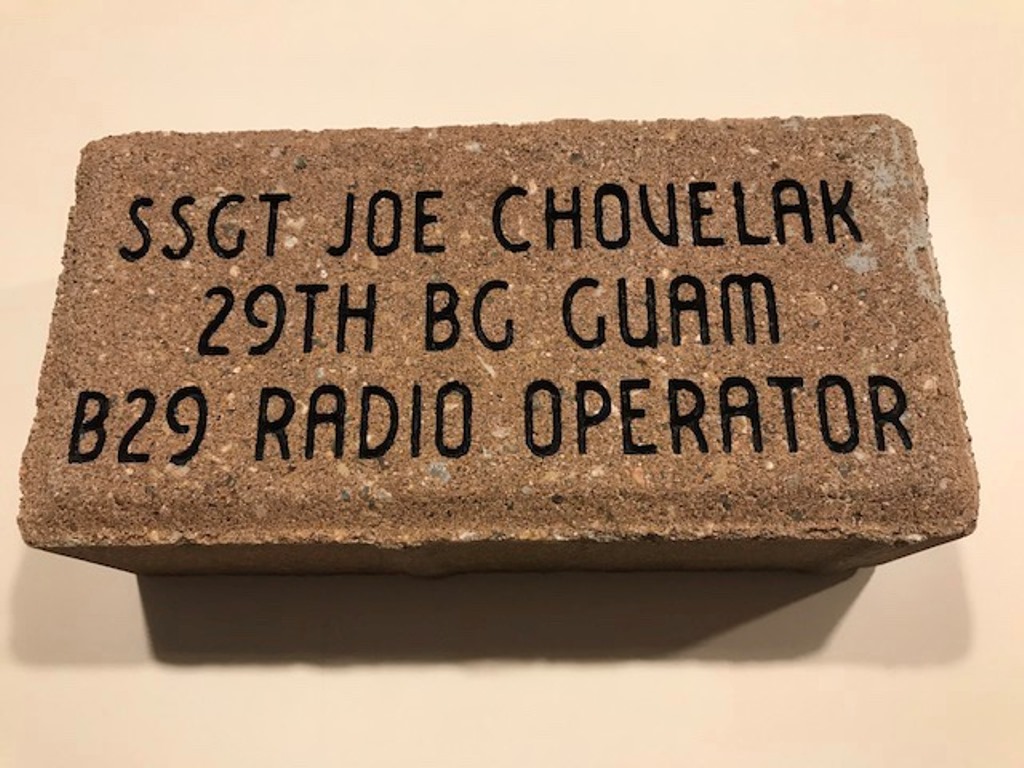 SSGT JOE CHOVELAK
29TH BG GUAM
B29 RADIO OPERATOR